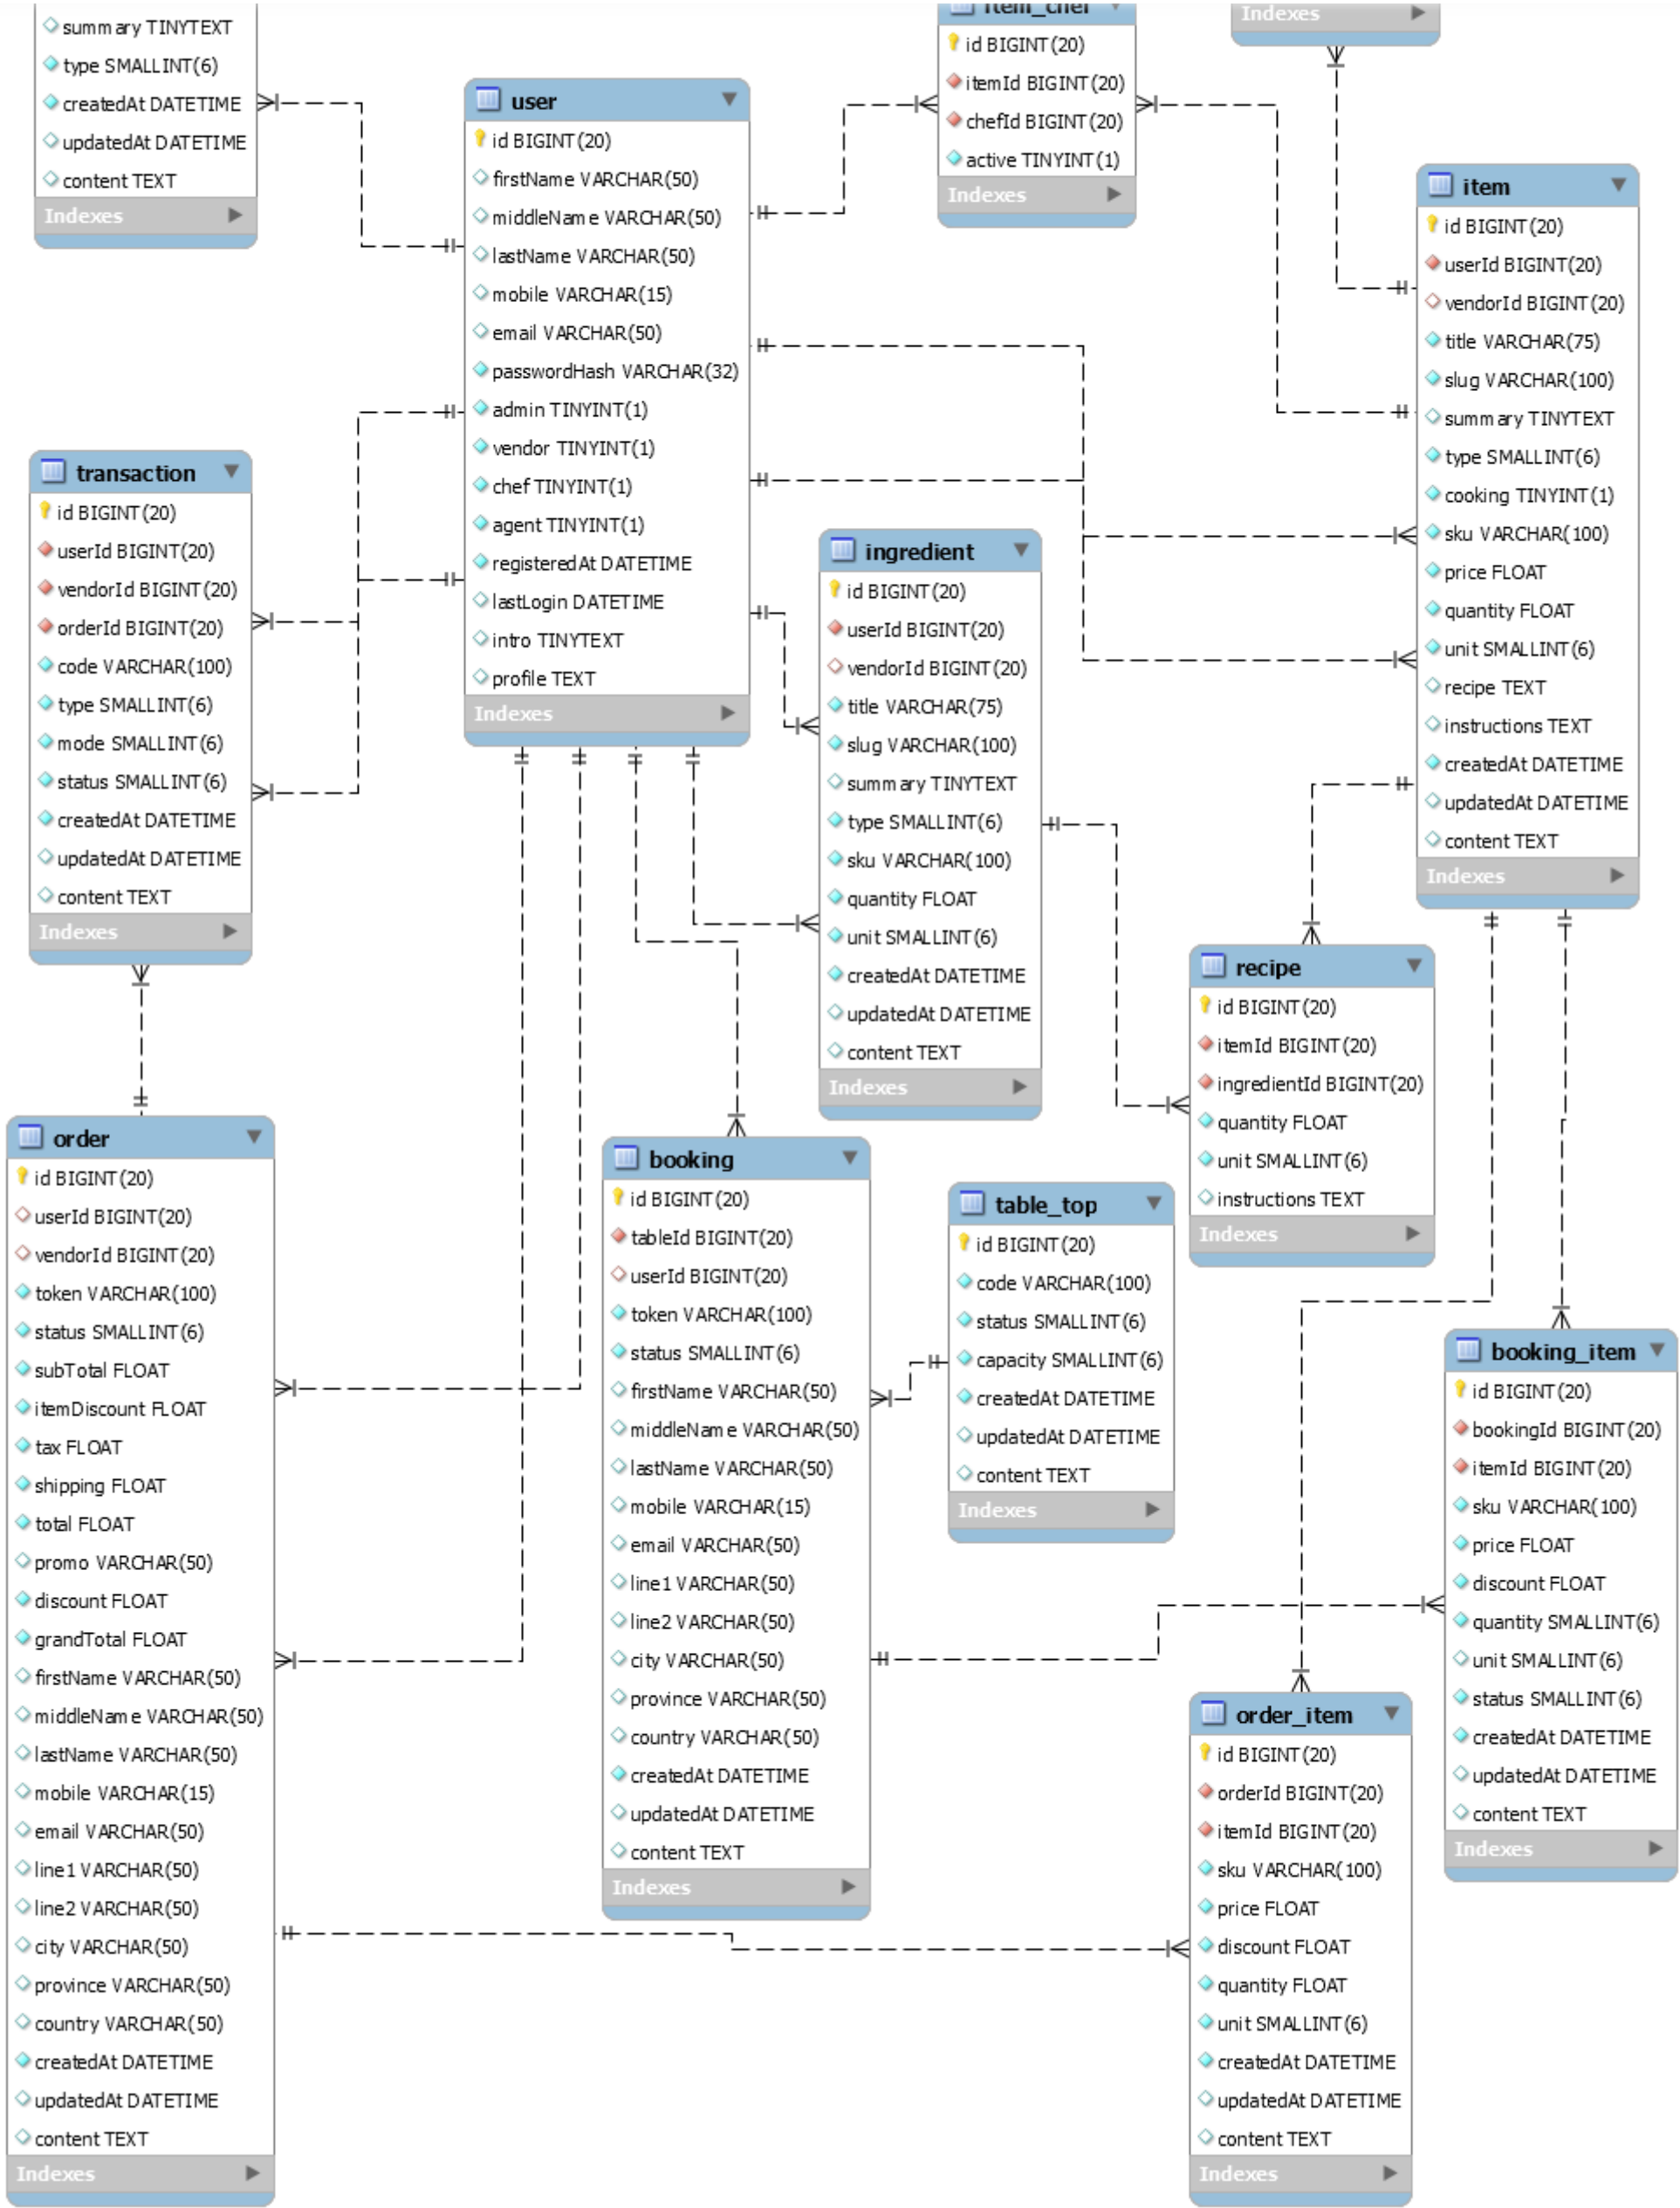 summary TINYTEXT
type SMALLINT(6)
createdAt DATETIME
updatedAt DATETIME
content TEXT
Indexes
item_chef
id BIGINT(20)
itemId BIGINT(20)
chefId BIGINT(20)
active TINYINT(1)
Indexes
Indexes
user
id BIGINT(20)
firstName VARCHAR(50)
middleName VARCHAR(50)
lastName VARCHAR(50)
mobile VARCHAR(15)
email VARCHAR(50)
passwordHash VARCHAR(32)
admin TINYINT(1)
vendor TINYINT(1)
chef TINYINT(1)
agent TINYINT(1)
registeredAt DATETIME
lastLogin DATETIME
intro TINYTEXT
profile TEXT
Indexes
item
id BIGINT(20)
userId BIGINT(20)
vendorId BIGINT(20)
title VARCHAR(75)
slug VARCHAR(100)
summary TINYTEXT
type SMALLINT(6)
cooking TINYINT(1)
sku VARCHAR(100)
price FLOAT
quantity FLOAT
unit SMALLINT(6)
recipe TEXT
instructions TEXT
createdAt DATETIME
updatedAt DATETIME
content TEXT
Indexes
transaction
id BIGINT(20)
userId BIGINT(20)
vendorId BIGINT(20)
orderId BIGINT(20)
code VARCHAR(100)
type SMALLINT(6)
mode SMALLINT(6)
status SMALLINT(6)
createdAt DATETIME
updatedAt DATETIME
content TEXT
Indexes
ingredient
id BIGINT(20)
userId BIGINT(20)
vendorId BIGINT(20)
title VARCHAR(75)
slug VARCHAR(100)
summary TINYTEXT
type SMALLINT(6)
sku VARCHAR(100)
quantity FLOAT
unit SMALLINT(6)
createdAt DATETIME
updatedAt DATETIME
content TEXT
Indexes
recipe
id BIGINT(20)
itemId BIGINT(20)
ingredientId BIGINT(20)
quantity FLOAT
unit SMALLINT(6)
instructions TEXT
Indexes
order
id BIGINT(20)
userId BIGINT(20)
vendorId BIGINT(20)
token VARCHAR(100)
status SMALLINT(6)
subTotal FLOAT
itemDiscount FLOAT
tax FLOAT
shipping FLOAT
total FLOAT
promo VARCHAR(50)
discount FLOAT
grandTotal FLOAT
firstName VARCHAR(50)
middleName VARCHAR(50)
lastName VARCHAR(50)
mobile VARCHAR(15)
email VARCHAR(50)
line1 VARCHAR(50)
line2 VARCHAR(50)
city VARCHAR(50)
province VARCHAR(50)
country VARCHAR(50)
createdAt DATETIME
updatedAt DATETIME
content TEXT
Indexes
booking
id BIGINT(20)
tableId BIGINT(20)
userId BIGINT(20)
token VARCHAR(100)
status SMALLINT(6)
firstName VARCHAR(50)
middleName VARCHAR(50)
lastName VARCHAR(50)
mobile VARCHAR(15)
email VARCHAR(50)
line1 VARCHAR(50)
line2 VARCHAR(50)
city VARCHAR(50)
province VARCHAR(50)
country VARCHAR(50)
createdAt DATETIME
updatedAt DATETIME
content TEXT
Indexes
table_top
id BIGINT(20)
code VARCHAR(100)
status SMALLINT(6)
capacity SMALLINT(6)
createdAt DATETIME
updatedAt DATETIME
content TEXT
Indexes
booking_item
id BIGINT(20)
bookingId BIGINT(20)
itemId BIGINT(20)
sku VARCHAR(100)
price FLOAT
discount FLOAT
quantity SMALLINT(6)
unit SMALLINT(6)
status SMALLINT(6)
createdAt DATETIME
updatedAt DATETIME
content TEXT
Indexes
order_item
id BIGINT(20)
orderId BIGINT(20)
itemId BIGINT(20)
sku VARCHAR(100)
price FLOAT
discount FLOAT
quantity FLOAT
unit SMALLINT(6)
createdAt DATETIME
updatedAt DATETIME
content TEXT
Indexes